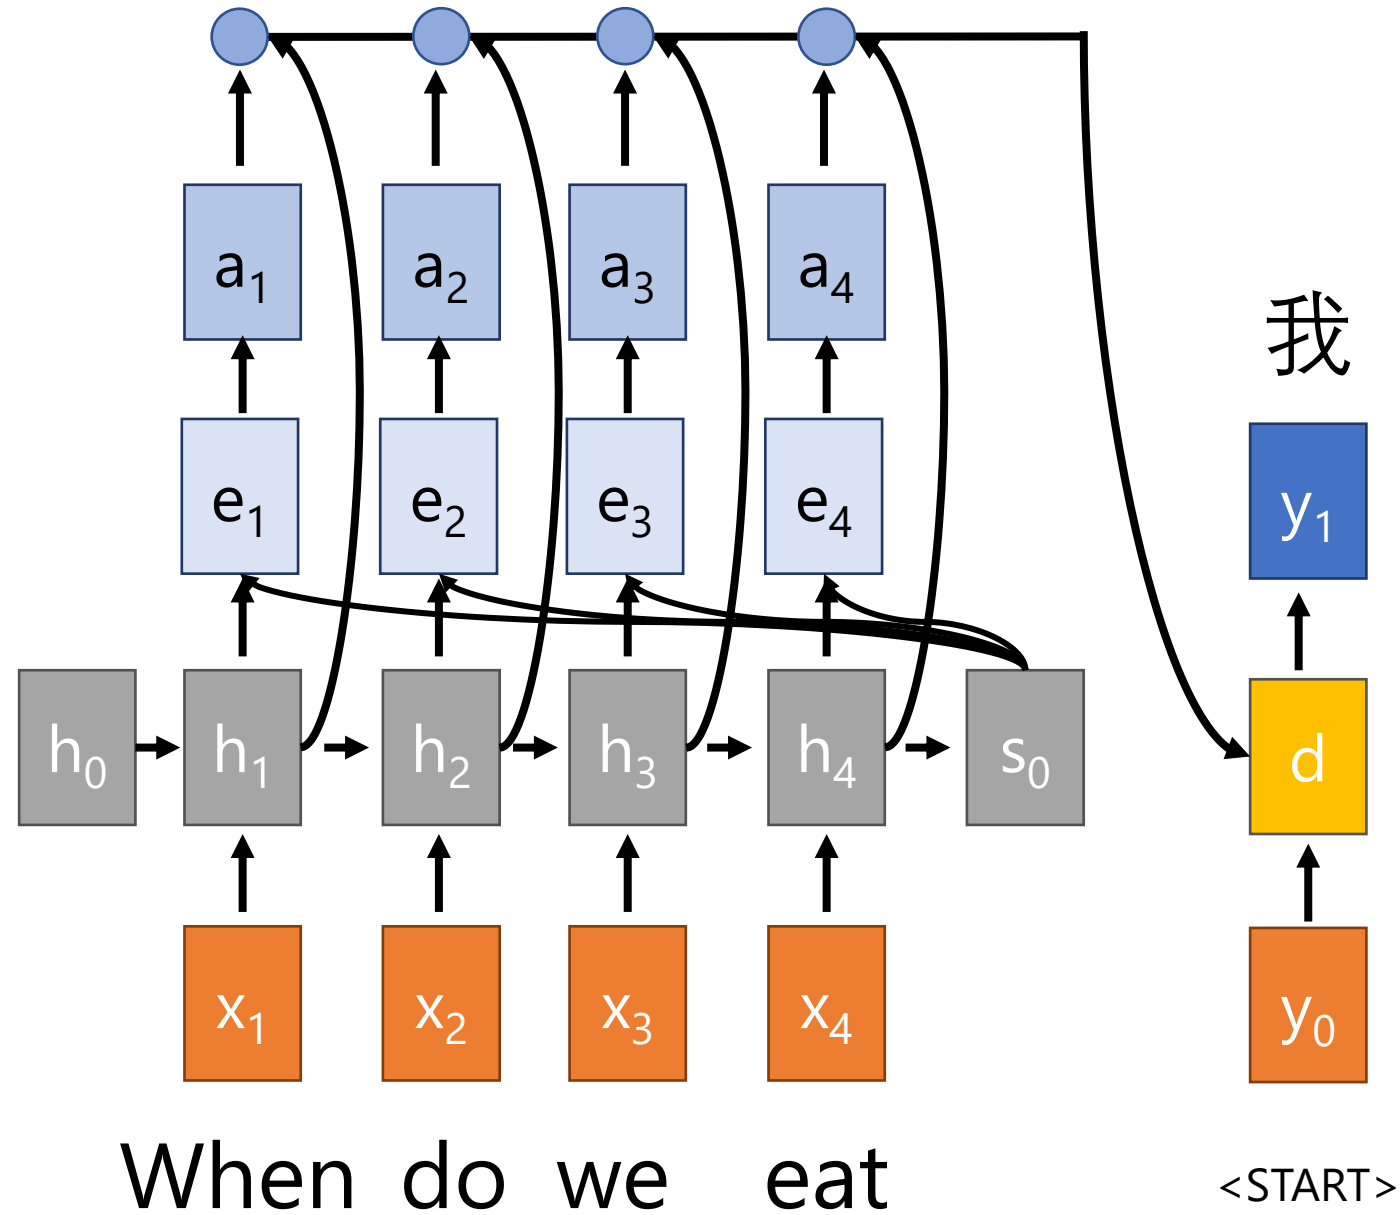 a1 a2 a3 a4
我
e1 e2 e3 e4 y1
h0 h1 h2 h3 h4 s0 d
x1 x2 x3 x4 y0
When do we eat <START>